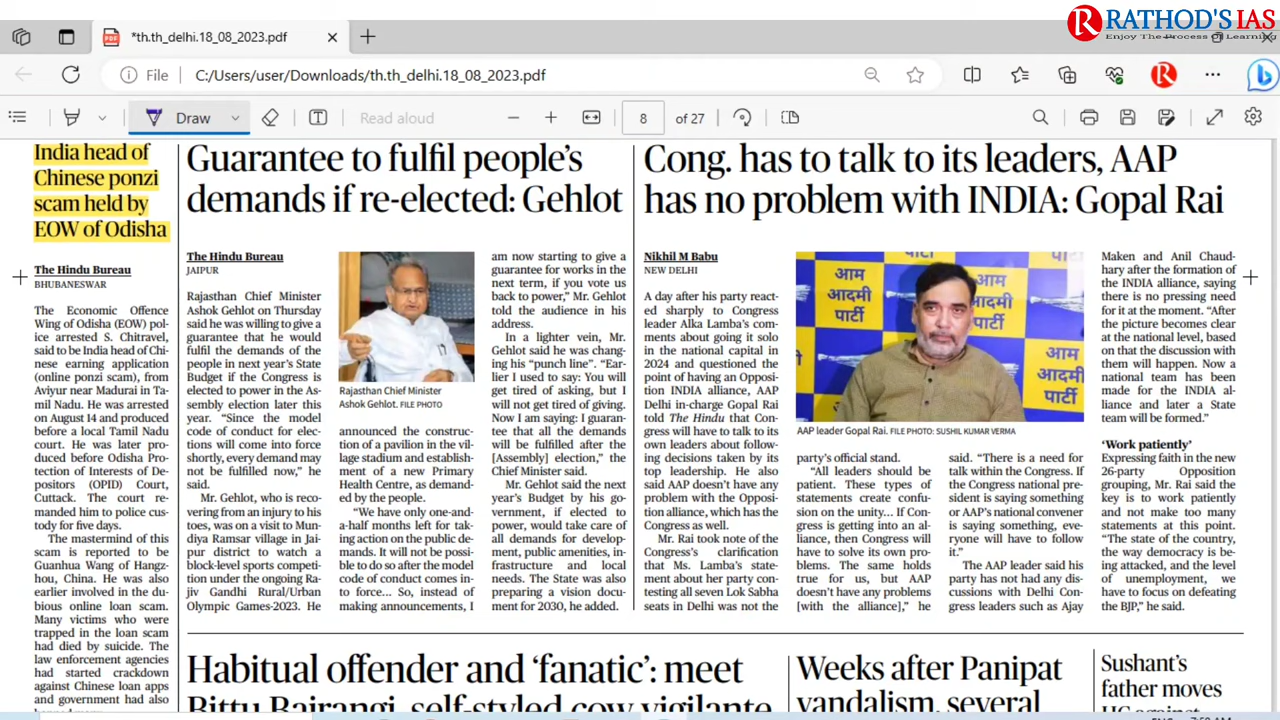 RATHOD'S IAS
Enjoy The Process Of Learning
*th.th_delhi.18_08_2023.pdf
File
C:/Users/user/Downloads/th.th_delhi.18_08_2023.pdf
Draw
Read aloud
8
of 27
India head of
Chinese ponzi
scam held by
EOW of Odisha
The Hindu Bureau
BHUBANESWAR
The Economic Offence
Wing of Odisha (EOW) pol-
ice arrested S. Chitravel,
said to be India head of Chi-
nese earning application
(online ponzi scam), from
Aviyur near Madurai in Ta-
mil Nadu. He was arrested
on August 14 and produced
before a local Tamil Nadu
court. He was later pro-
duced before Odisha Pro-
tection of Interests of De-
positors (OPID) Court,
Cuttack. The court re-
manded him to police cus-
tody for five days.
The mastermind of this
scam is reported to be
Guanhua Wang of Hangz-
hou, China. He was also
earlier involved in the du-
bious online loan scam.
Many victims who were
trapped in the loan scam
had died by suicide. The
law enforcement agencies
had started crackdown
against Chinese loan apps
and government had also
Guarantee to fulfil people's
demands if re-elected: Gehlot
The Hindu Bureau
JAIPUR
Rajasthan Chief Minister
Ashok Gehlot on Thursday
said he was willing to give a
guarantee that he would
fulfil the demands of the
people in next year's State
Budget if the Congress is
elected to power in the As-
sembly election later this
year. “Since the model
code of conduct for elec-
tions will come into force
shortly, every demand may
not be fulfilled now,” he
said.
Mr. Gehlot, who is reco-
vering from an injury to his
toes, was on a visit to Mun-
diya Ramsar village in Jai-
pur district to watch a
block-level sports competi-
tion under the ongoing Ra-
jiv Gandhi Rural/Urban
Olympic Games-2023. He
Rajasthan Chief Minister
Ashok Gehlot. FILE PHOTO
announced the construc-
tion of a pavilion in the vil-
lage stadium and establish-
ment of a new Primary
Health Centre, as demand-
ed by the people.
“We have only one-and-
a-half months left for tak-
ing action on the public de-
mands. It will not be possi-
ble to do so after the model
code of conduct comes in-
to force... So, instead of
making announcements, I
am now starting to give a
guarantee for works in the
next term, if you vote us
back to power,” Mr. Gehlot
told the audience in his
address.
In a lighter vein, Mr.
Gehlot said he was chang-
ing his “punch line”. “Ear-
lier I used to say: You will
get tired of asking, but I
will not get tired of giving.
Now I am saying: I guaran-
tee that all the demands
will be fulfilled after the
[Assembly] election,” the
Chief Minister said.
Mr. Gehlot said the next
year's Budget by his go-
vernment, if elected to
power, would take care of
all demands for develop-
ment, public amenities, in-
frastructure and local
needs. The State was also
preparing a vision docu-
ment for 2030, he added.
Cong. has to talk to its leaders, AAP
has no problem with INDIA: Gopal Rai
Nikhil M Babu
NEW DELHI
A day after his party react-
ed sharply to Congress
leader Alka Lamba's com-
ments about going it solo
in the national capital in
2024 and questioned the
point of having an Opposi-
tion INDIA alliance, AAP
Delhi in-charge Gopal Rai
told The Hindu that Con-
gress will have to talk to its
own leaders about follow-
ing decisions taken by its
top leadership. He also
said AAP doesn't have any
problem with the Opposi-
tion alliance, which has the
Congress as well.
Mr. Rai took note of the
Congress's clarification
that Ms. Lamba's state-
ment about her party con-
testing all seven Lok Sabha
seats in Delhi was not the
आम
आदमी
पार्टी
आम
आदमी
पार्टी
AAP leader Gopal Rai. FILE PHOTO: SUSHIL KUMAR VERMA
party's official stand.
“All leaders should be
patient. These types of
statements create confu-
sion on the unity... If Con-
gress is getting into an al-
liance, then Congress will
have to solve its own pro-
blems. The same holds
true for us, but AAP
doesn't have any problems
[with the alliance],” he
said. “There is a need for
talk within the Congress. If
the Congress national pre-
sident is saying something
or AAP's national convener
is saying something, eve-
ryone will have to follow
it.”
The AAP leader said his
party has not had any dis-
cussions with Delhi Con-
gress leaders such as Ajay
Maken and Anil Chaud-
hary after the formation of
the INDIA alliance, saying
there is no pressing need
for it at the moment. “After
the picture becomes clear
at the national level, based
on that the discussion with
them will happen. Now a
national team has been
made for the INDIA al-
liance and later a State
team will be formed.”
‘Work patiently’
Expressing faith in the new
26-party Opposition
grouping, Mr. Rai said the
key is to work patiently
and not make too many
statements at this point.
“The state of the country,
the way democracy is be-
ing attacked, and the level
of unemployment, we
have to focus on defeating
the BJP,” he said.
Habitual offender and ‘fanatic’: meet
Bittu Bajrangi, self-styled cow vigilante
Weeks after Panipat
vandalism, several
Sushant's
father moves
HC against